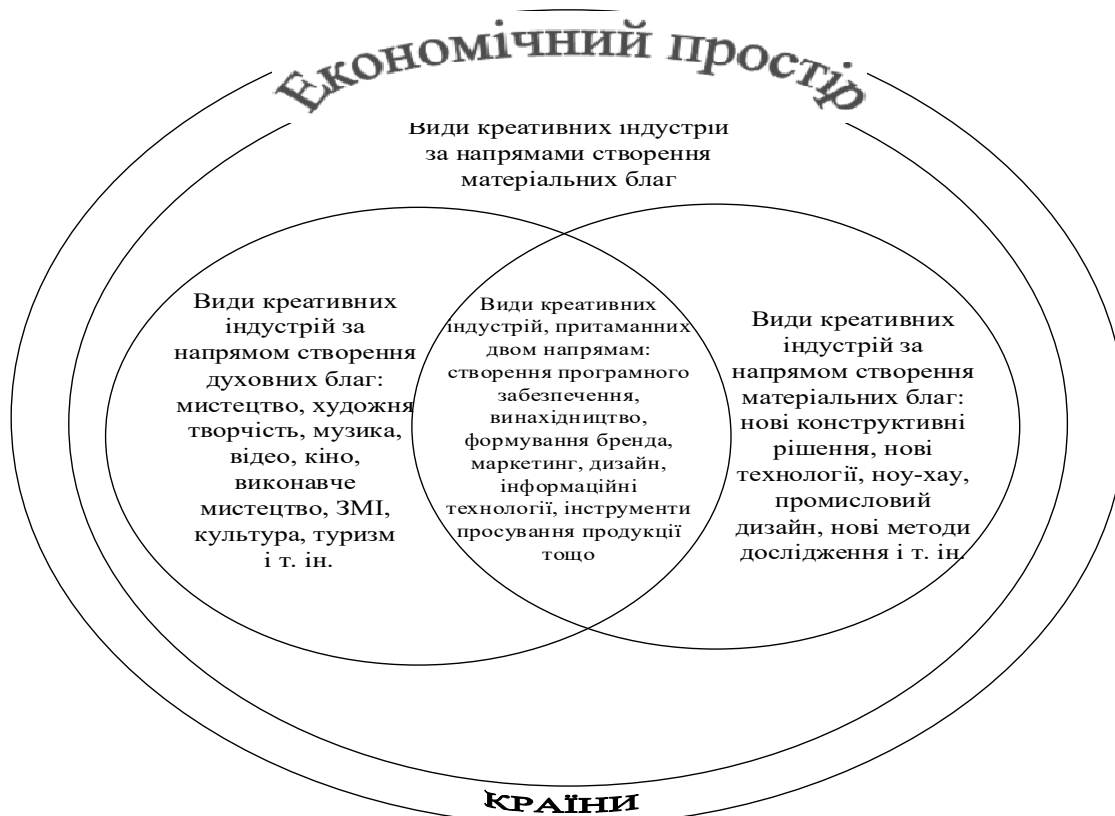 Економічний простір
Види креативних індустрій
за напрямами створення
матеріальних благ
Види креативних
індустрій за
напрямом створення
духовних благ:
мистецтво, художня
творчість, музика,
відео, кіно,
виконавче
мистецтво, ЗМІ,
культура, туризм
і т. ін.
Види креативних
індустрій, притаманних
двом напрямам:
створення програмного
забезпечення,
винахідництво,
формування бренда,
маркетинг, дизайн,
інформаційні
технології, інструменти
просування продукції
тощо
Види креативних
індустрій за
напрямом створення
матеріальних благ:
нові конструктивні
рішення, нові
технології, ноу-хау,
промисловий
дизайн, нові методи
дослідження і т. ін.
КРАЇНИ